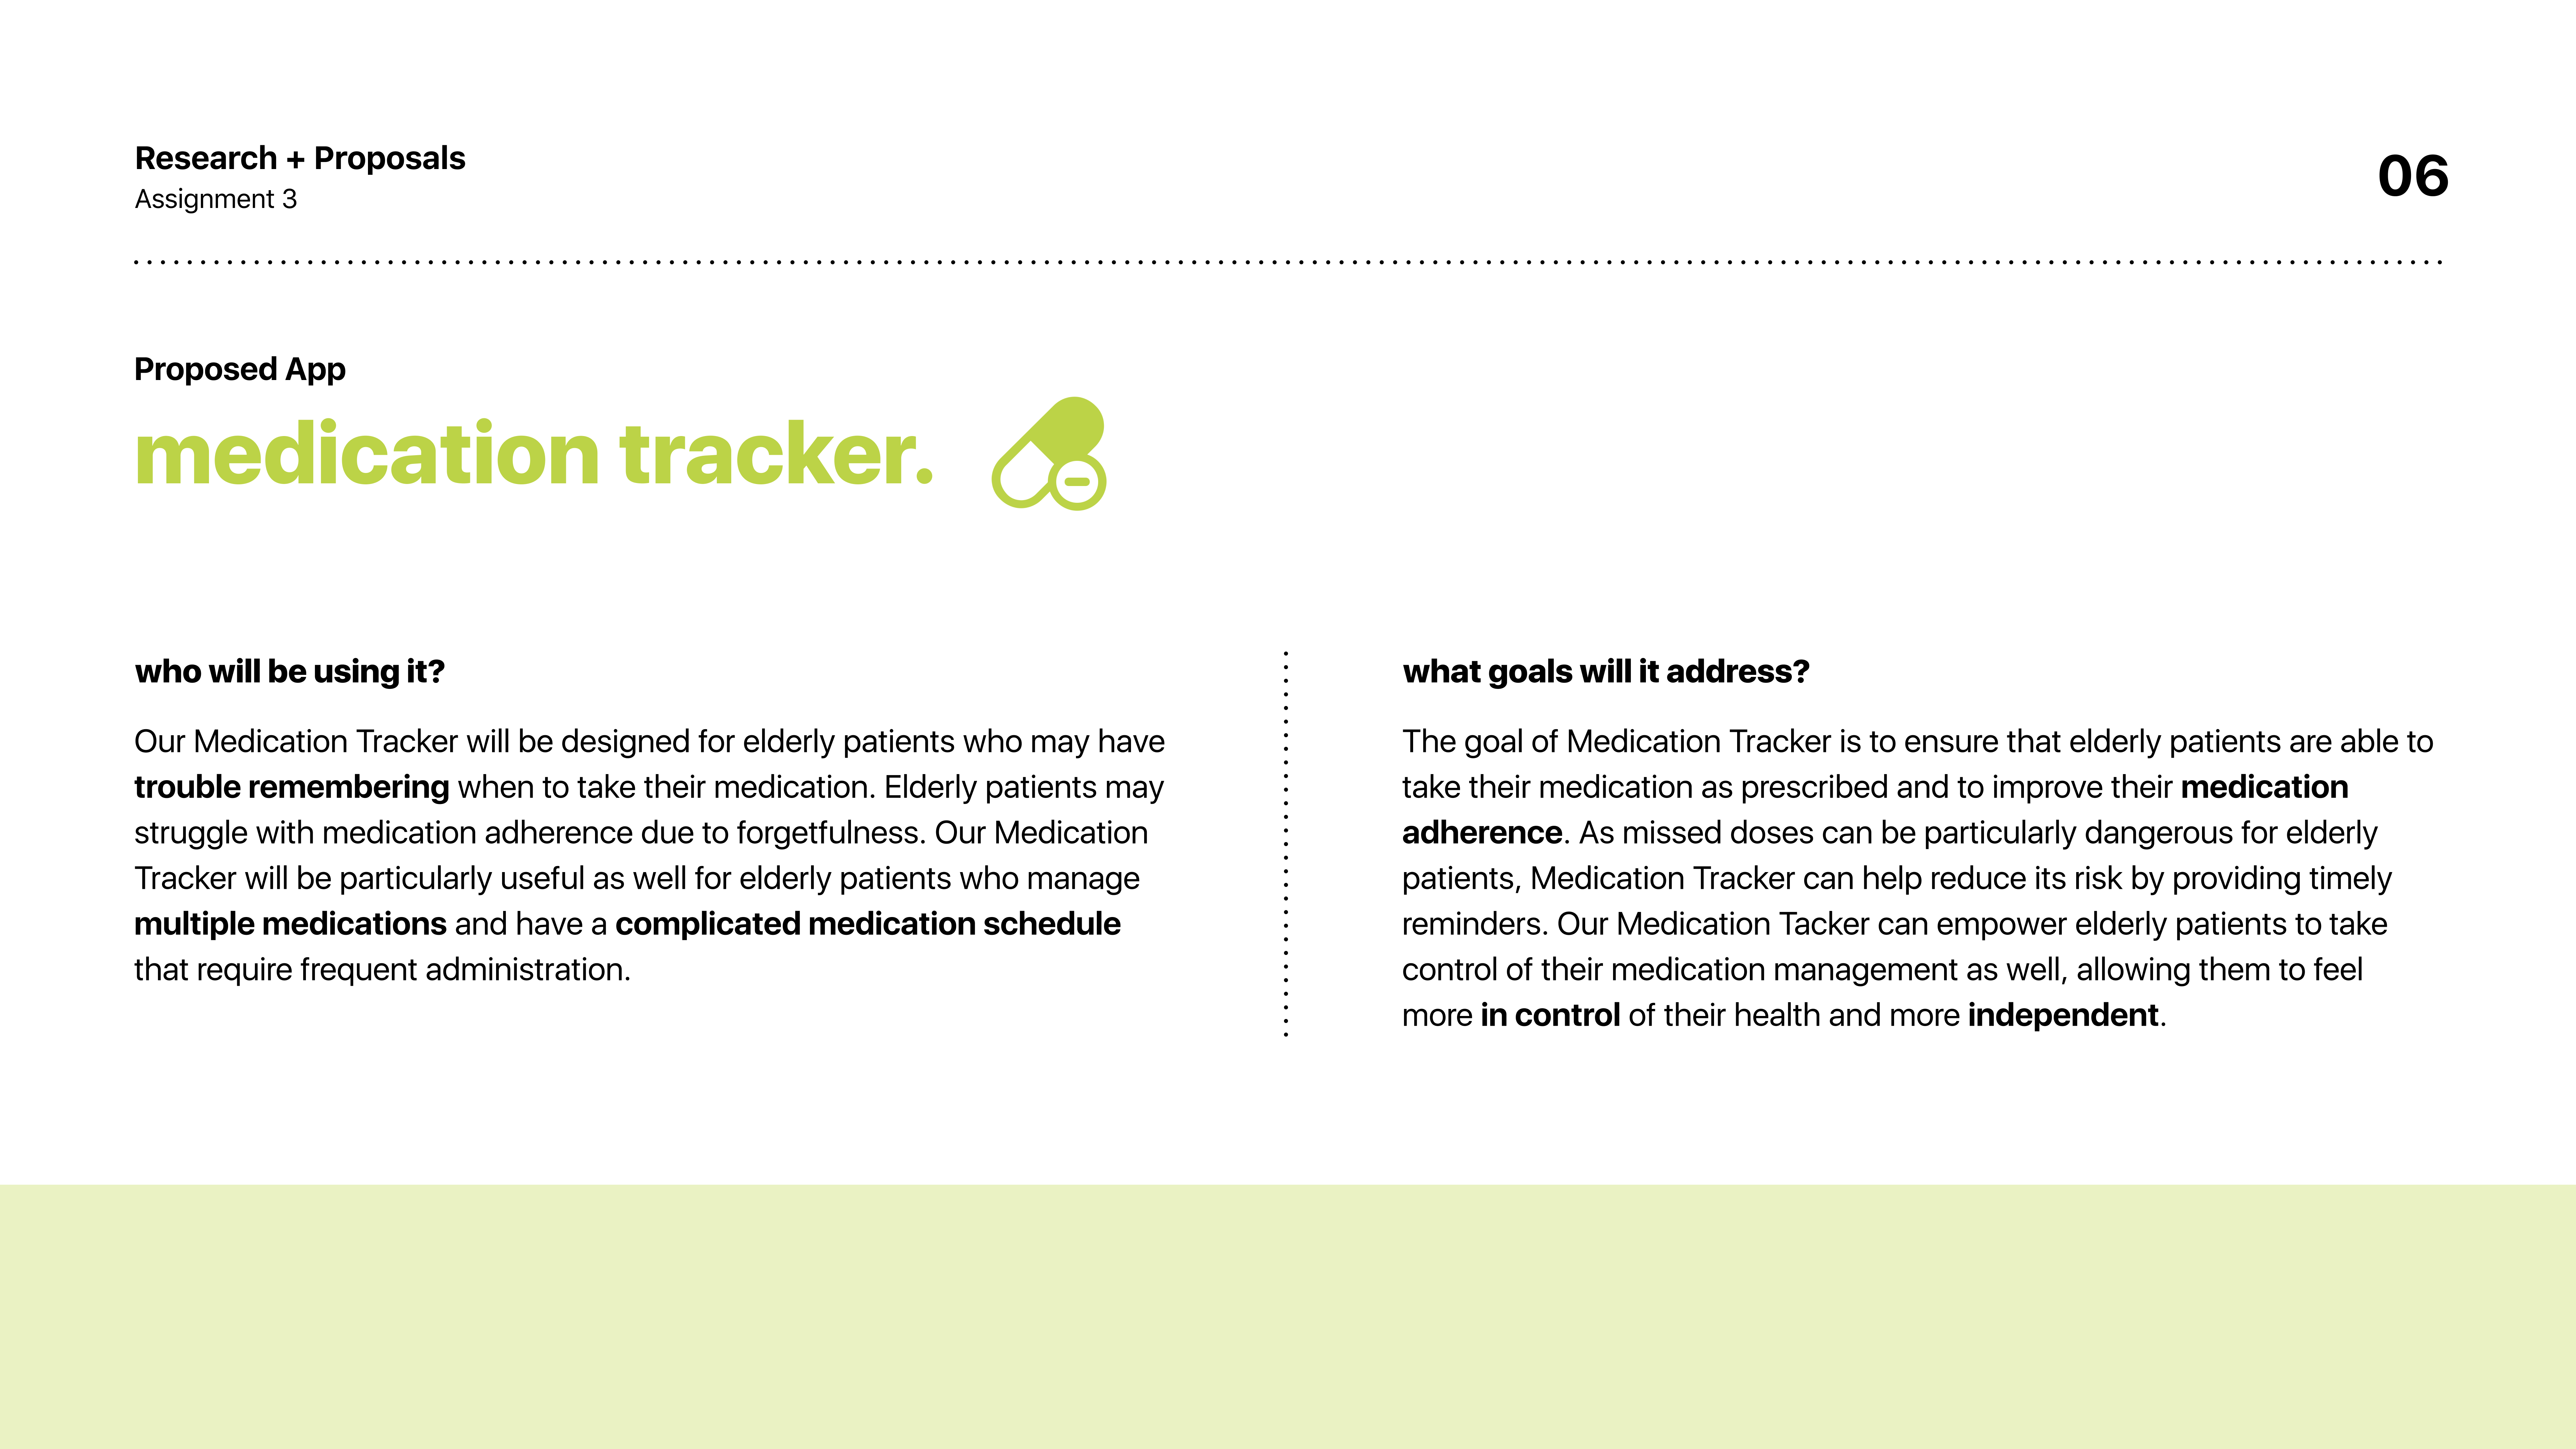 Research + Proposals
Assignment 3
06
Proposed App
medication tracker.
who will be using it?
Our Medication Tracker will be designed for elderly patients who may have
trouble remembering when to take their medication. Elderly patients may
struggle with medication adherence due to forgetfulness. Our Medication
Tracker will be particularly useful as well for elderly patients who manage
multiple medications and have a complicated medication schedule
that require frequent administration.
what goals will it address?
The goal of Medication Tracker is to ensure that elderly patients are able to
take their medication as prescribed and to improve their medication
adherence. As missed doses can be particularly dangerous for elderly
patients, Medication Tracker can help reduce its risk by providing timely
reminders. Our Medication Tacker can empower elderly patients to take
control of their medication management as well, allowing them to feel
more in control of their health and more independent.